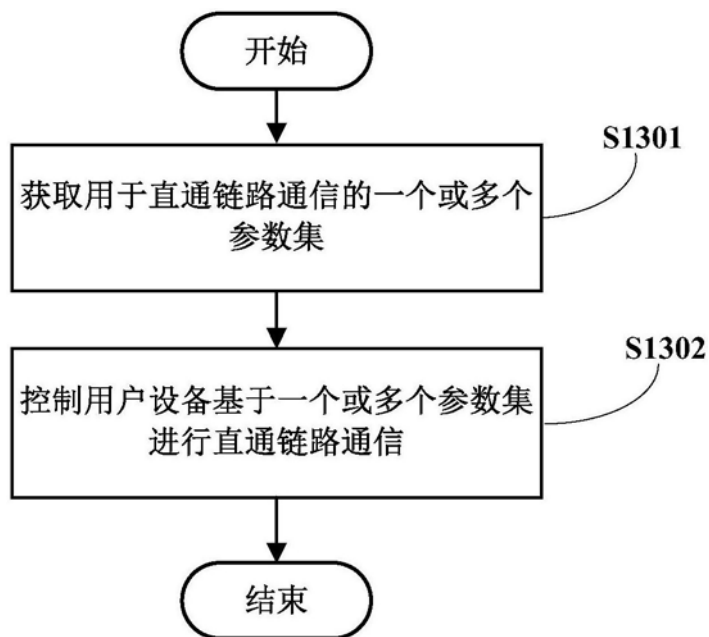 开始
S1301
获取用于直通链路通信的一个或多个
参数集
S1302
控制用户设备基于一个或多个参数集
进行直通链路通信
结束